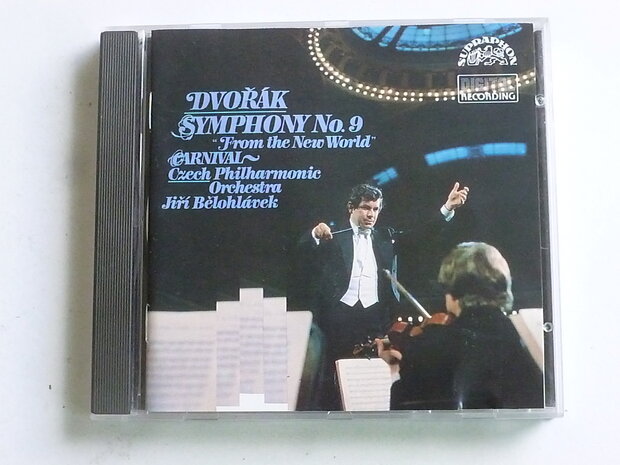 SUPRAPHON
DIGITAL
RECORDING
DVOŘÁK
SYMPHONY No. 9
"From the New World"
CARNIVAL~
Czech Philharmonic
Orchestra
Jiří Bělohlávek